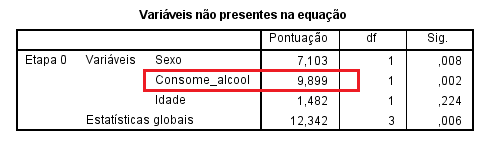 Variáveis não presentes na equação
Pontuação df Sig.
Etapa 0 Variáveis Sexo 7,103 1 ,008
Consome_alcool 9,899 1 ,002
Idade 1,482 1 ,224
Estatísticas globais 12,342 3 ,006